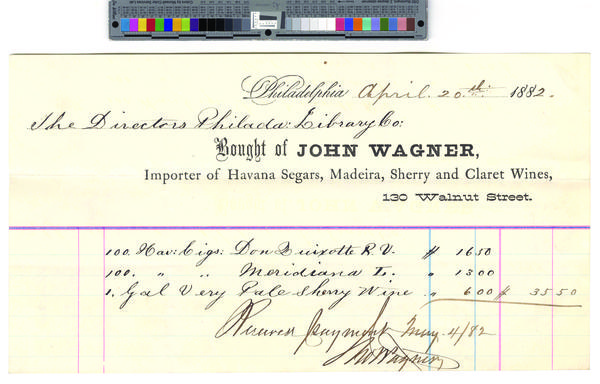 Philadelphia April 20th 1882.
The Directors Philada: Library Co:
Bought of JOHN WAGNER,
Importer of Havana Segars, Madeira, Sherry and Claret Wines,
130 Walnut Street.
100. Hav: Cigs: Don Quixotte R. V. $ 16 50
100. " " Meridiana L. " 13 00
1. Gal Very Pale Sherry Wine " 6 00 $ 35 50
Received payment May 4/82
Jno Wagner